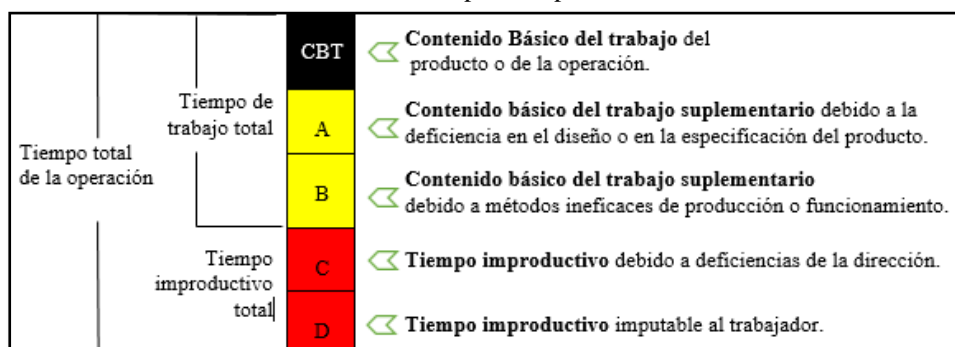 Tiempo total
de la operación
Tiempo de
trabajo total
Tiempo
improductivo
total
CBT
Contenido Básico del trabajo del
producto o de la operación.
A
Contenido básico del trabajo suplementario debido a la
deficiencia en el diseño o en la especificación del producto.
B
Contenido básico del trabajo suplementario
debido a métodos ineficaces de producción o funcionamiento.
C
Tiempo improductivo debido a deficiencias de la dirección.
D
Tiempo improductivo imputable al trabajador.